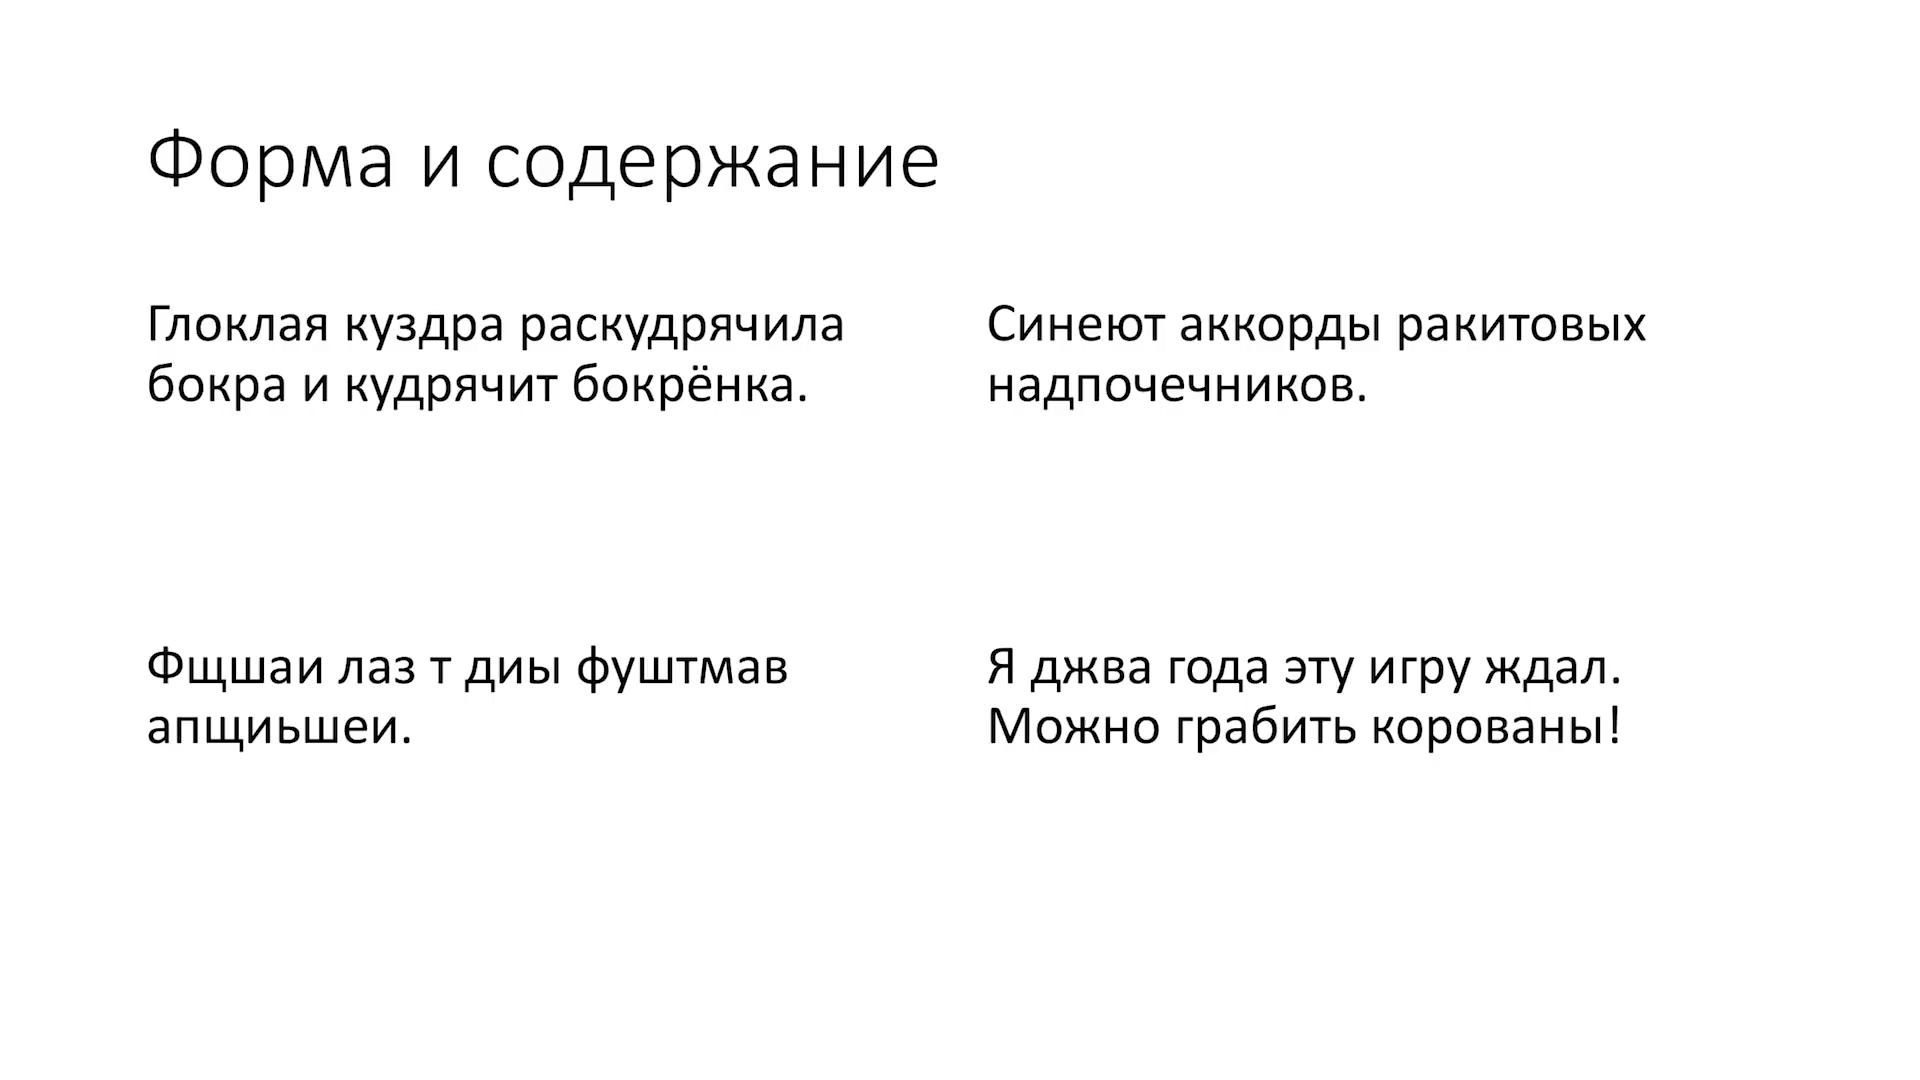 Форма и содержание
Глоклая куздра раскудрячила
бокра и кудрячит бокрёнка.
Синеют аккорды ракитовых
надпочечников.
Фщшаи лаз т диы фуштмав
апщиьшеи.
Я джва года эту игру ждал.
Можно грабить корованы!